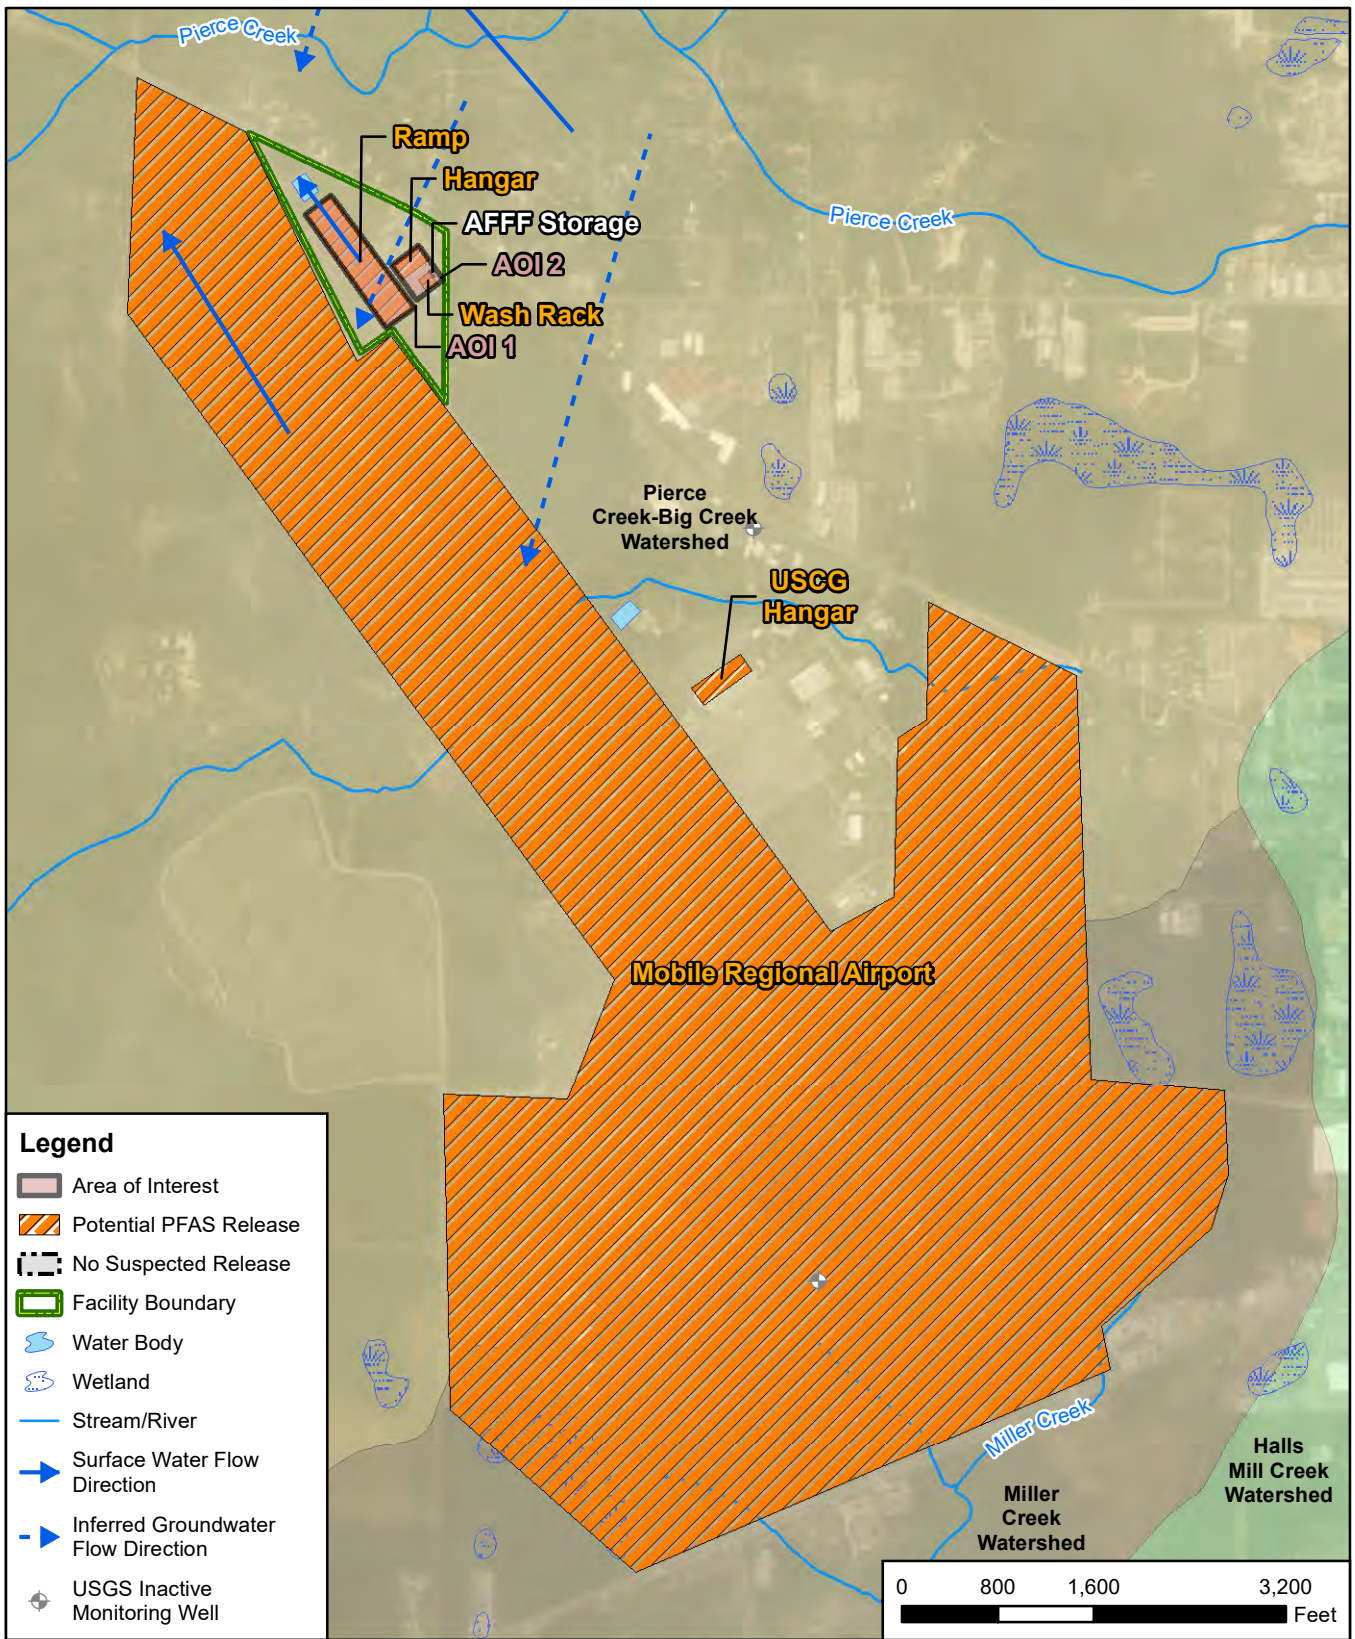 Pierce Creek
Ramp
Hangar
AFFF Storage
Pierce Creek
AOI 2
Wash Rack
AOI 1
Pierce
Creek-Big Creek
Watershed
USCG
Hangar
Mobile Regional Airport
Miller Creek
Halls
Mill Creek
Watershed
Miller
Creek
Watershed
Legend
Area of Interest
Potential PFAS Release
No Suspected Release
Facility Boundary
Water Body
Wetland
Stream/River
Surface Water Flow
Direction
Inferred Groundwater
Flow Direction
USGS Inactive
Monitoring Well
0 800 1,600 3,200
Feet